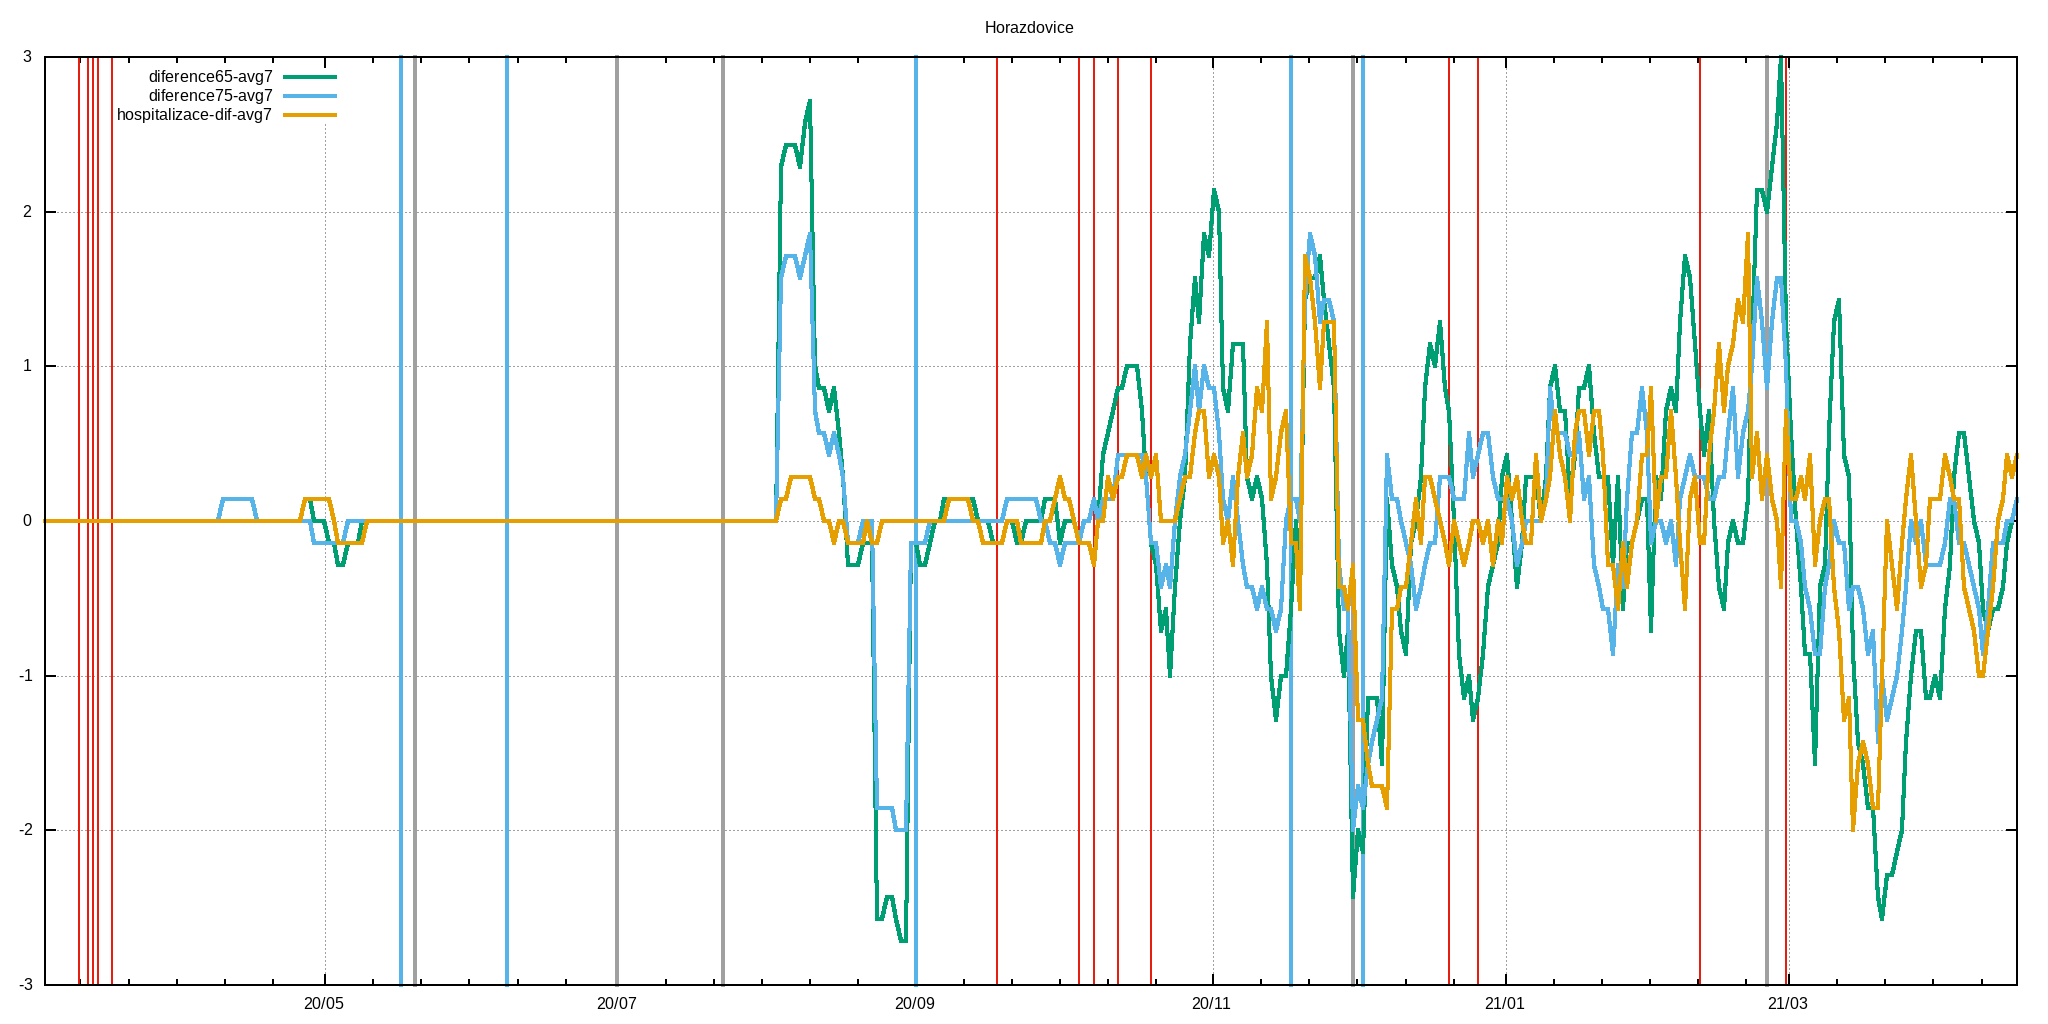 Horazdovice
diference65-avg7
diference75-avg7
hospitalizace-dif-avg7
3
2
1
0
-1
-2
-3
20/05 20/07 20/09 20/11 21/01 21/03